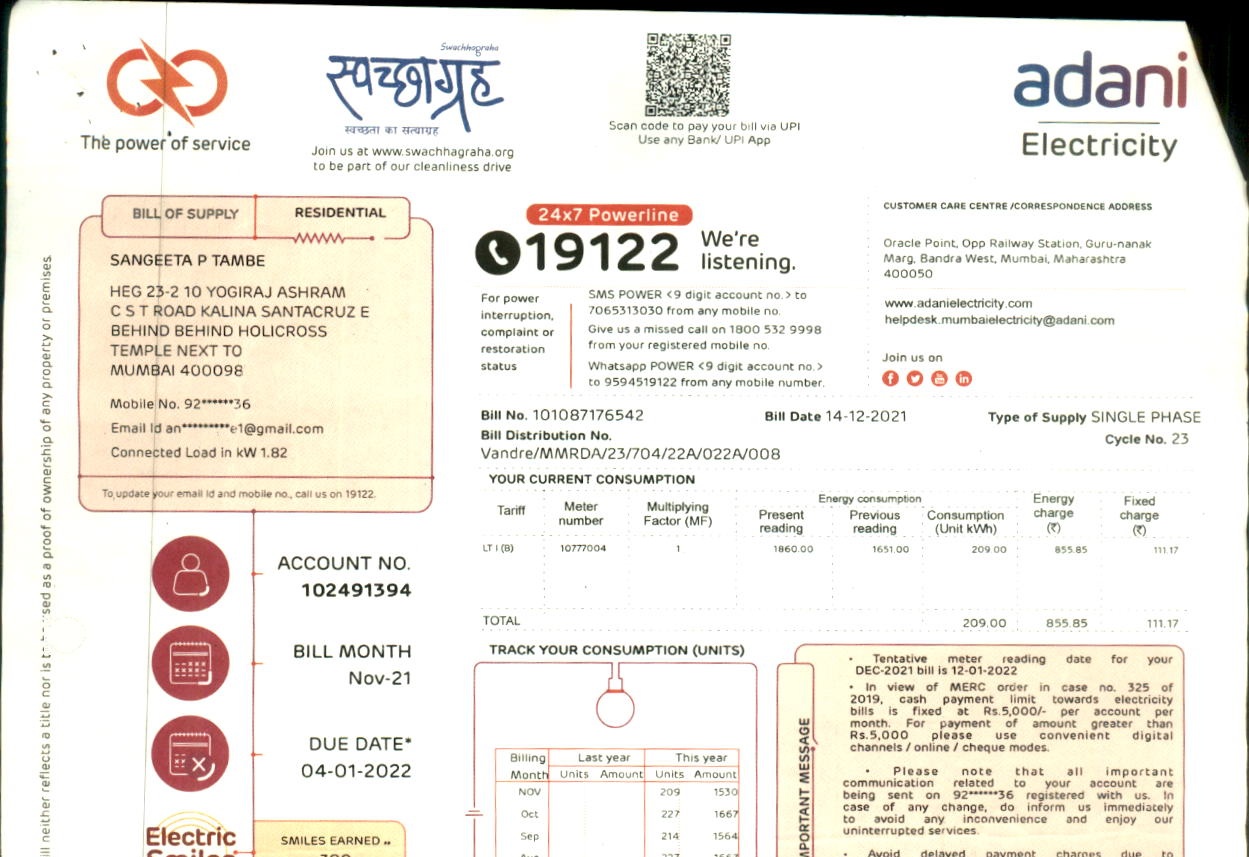 The power of service
Swachhagraha
स्वच्छाग्रह
स्वच्छता का सत्याग्रह
Join us at www.swachhagraha.org
to be part of our cleanliness drive
Scan code to pay your bill via UPI
Use any Bank/ UPI App
adani
Electricity
BILL OF SUPPLY
RESIDENTIAL
SANGEETA P TAMBE
HEG 23-2 10 YOGIRAJ ASHRAM
C S T ROAD KALINA SANTACRUZ E
BEHIND BEHIND HOLICROSS
TEMPLE NEXT TO
MUMBAI 400098
Mobile No. 92******36
Email Id an*********e1@gmail.com
Connected Load in kW 1.82
To update your email Id and mobile no., call us on 19122.
24x7 Powerline
19122 We're
listening.
For power
interruption,
complaint or
restoration
status
SMS POWER <9 digit account no.> to
7065313030 from any mobile no.
Give us a missed call on 1800 532 9998
from your registered mobile no.
Whatsapp POWER <9 digit account no.>
to 9594519122 from any mobile number.
CUSTOMER CARE CENTRE /CORRESPONDENCE ADDRESS
Oracle Point, Opp Railway Station, Guru-nanak
Marg, Bandra West, Mumbai, Maharashtra
400050
www.adanielectricity.com
helpdesk.mumbaielectricity@adani.com
Join us on
Bill No. 101087176542 Bill Date 14-12-2021 Type of Supply SINGLE PHASE
Bill Distribution No. Cycle No. 23
Vandre/MMRDA/23/704/22A/022A/008
YOUR CURRENT CONSUMPTION
Tariff Meter number Multiplying Factor (MF) Energy consumption Present reading Previous reading Consumption (Unit kWh) Energy charge (₹) Fixed charge (₹)
LT I (B) 10777004 1 1860.00 1651.00 209.00 855.85 111.17
TOTAL 209.00 855.85 111.17
ACCOUNT NO.
102491394
BILL MONTH
Nov-21
DUE DATE*
04-01-2022
Electric
Smiles
SMILES EARNED
TRACK YOUR CONSUMPTION (UNITS)
Billing Last year This year
Month Units Amount Units Amount
NOV 209 1530
Oct 227 1667
Sep 214 1564
IMPORTANT MESSAGE
• Tentative meter reading date for your
DEC-2021 bill is 12-01-2022
• In view of MERC order in case no. 325 of
2019, cash payment limit towards electricity
bills is fixed at Rs.5,000/- per account per
month. For payment of amount greater than
Rs.5,000 please use convenient digital
channels / online / cheque modes.
• Please note that all important
communication related to your account are
being sent on 92******36 registered with us. In
case of any change, do inform us immediately
to avoid any inconvenience and enjoy our
uninterrupted services.
• Avoid delayed payment charges due to
ill neither reflects a title nor is sed as a proof of ownership of any property or premises.